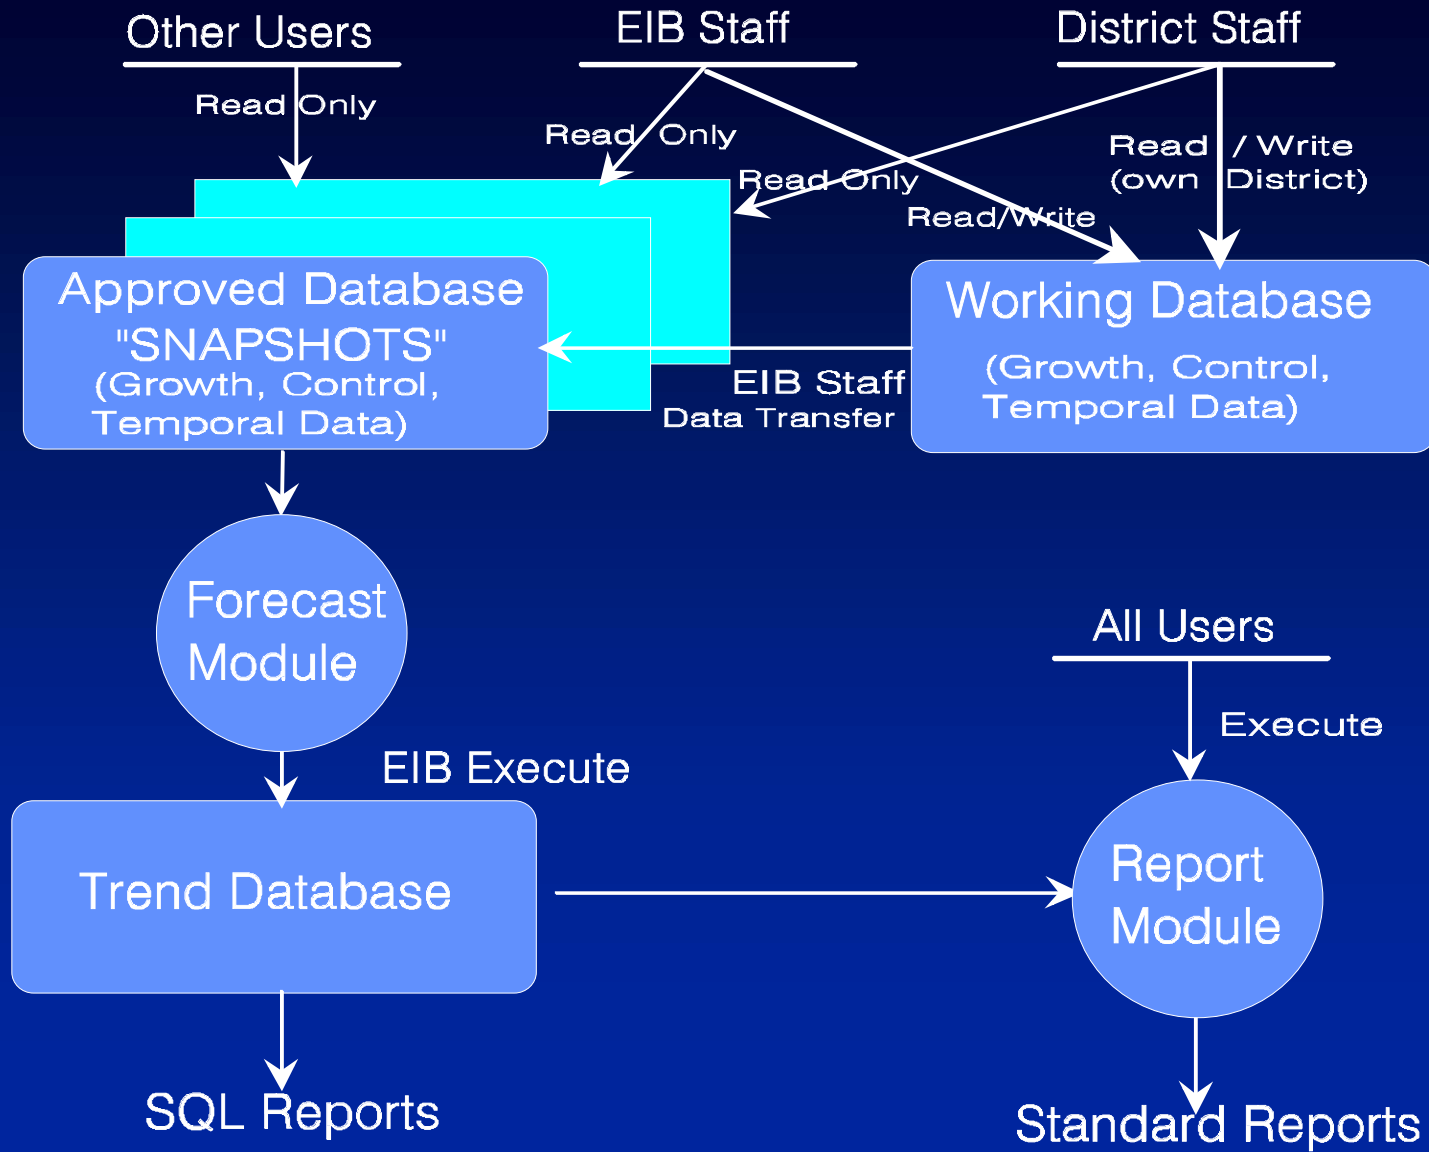 Other Users
EIB Staff
District Staff
Read Only
Read Only
Read / Write
(own District)
Read Only
Read/Write
Approved Database
"SNAPSHOTS"
(Growth, Control,
Temporal Data)
Working Database
(Growth, Control,
Temporal Data)
EIB Staff
Data Transfer
Forecast
Module
All Users
Execute
EIB Execute
Trend Database
Report
Module
SQL Reports
Standard Reports